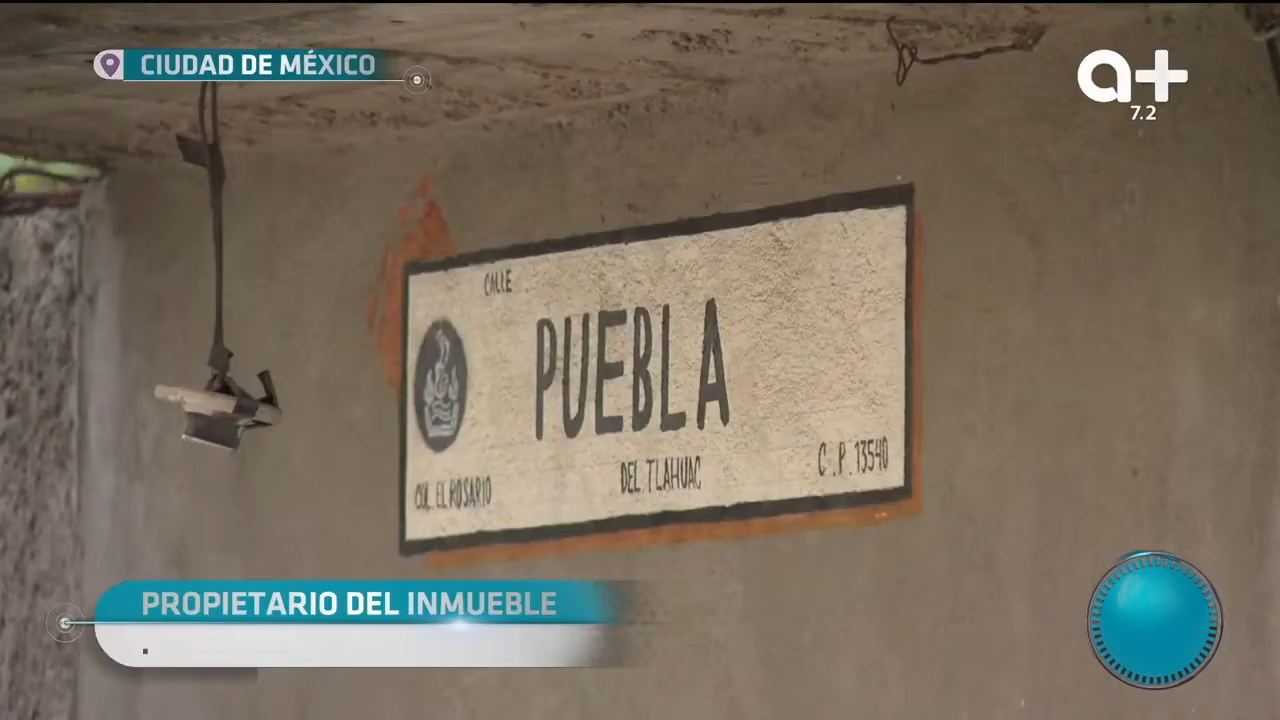 CIUDAD DE MÉXICO
a+
7.2
CALLE
PUEBLA
COL. EL ROSARIO
DEL. TLAHUAC
C.P. 13540
PROPIETARIO DEL INMUEBLE
.